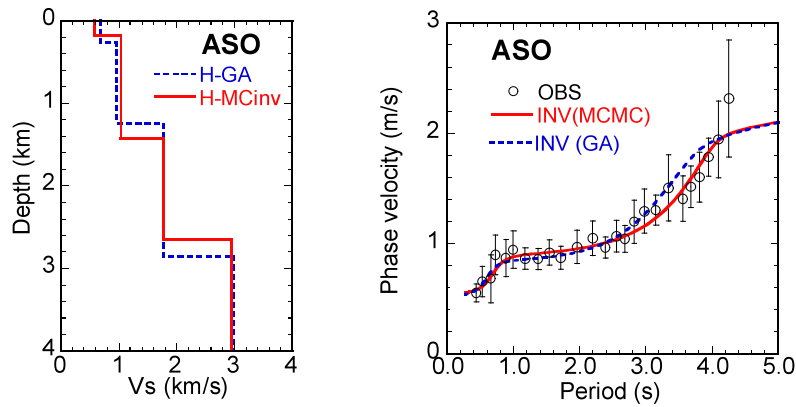 ASO
H-GA
H-MCinv
0
1
2
3
4
Depth (km)
0 1 2 3 4
Vs (km/s)
ASO
OBS
INV(MCMC)
INV (GA)
3
2
1
0
Phase velocity (m/s)
0.0 1.0 2.0 3.0 4.0 5.0
Period (s)